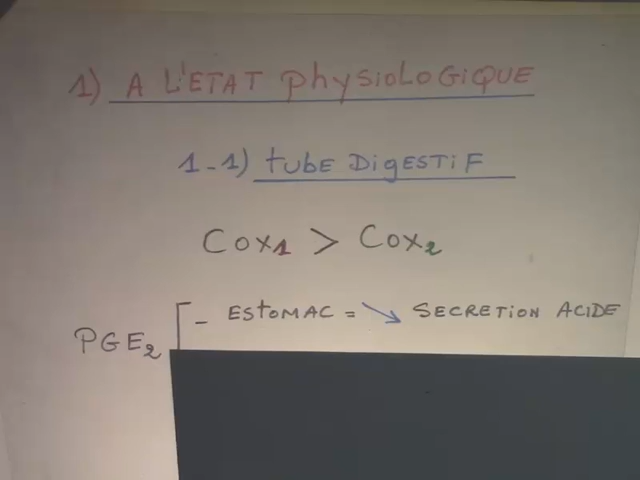 1) A L'ETAT PhysioLogiQUE
1-1) tUBE DigESTiF
COX1 > COX2
PGE2 - EStOMAC = ↘ SECRETION ACIDE